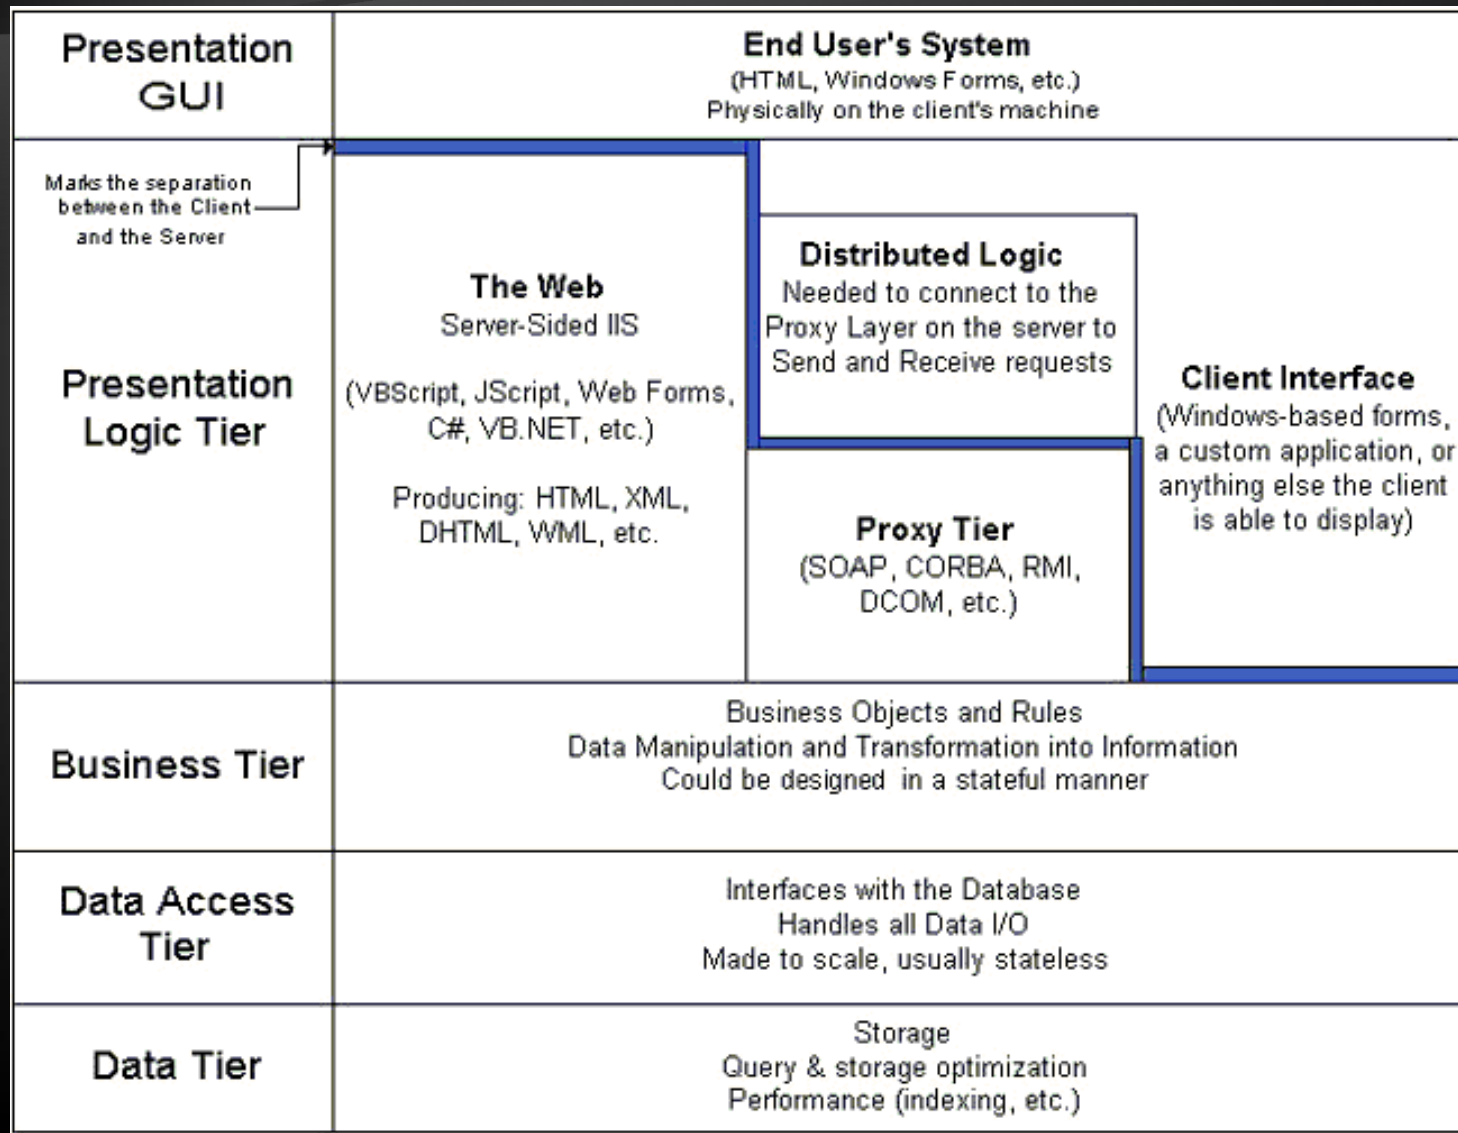 Presentation
GUI
End User's System
(HTML, Windows Forms, etc.)
Physically on the client's machine
Marks the separation
between the Client
and the Server
Presentation
Logic Tier
The Web
Server-Sided IIS
(VBScript, JScript, Web Forms,
C#, VB.NET, etc.)
Producing: HTML, XML,
DHTML, WML, etc.
Distributed Logic
Needed to connect to the
Proxy Layer on the server to
Send and Receive requests
Proxy Tier
(SOAP, CORBA, RMI,
DCOM, etc.)
Client Interface
(Windows-based forms,
a custom application, or
anything else the client
is able to display)
Business Tier
Business Objects and Rules
Data Manipulation and Transformation into Information
Could be designed in a stateful manner
Data Access
Tier
Interfaces with the Database
Handles all Data I/O
Made to scale, usually stateless
Data Tier
Storage
Query & storage optimization
Performance (indexing, etc.)